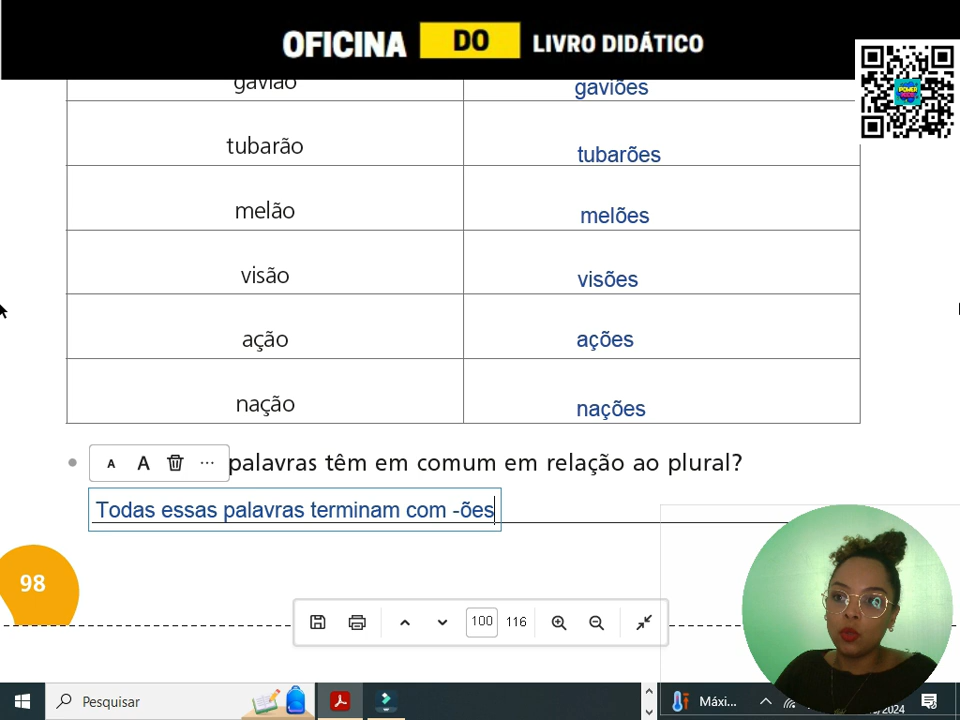 OFICINA DO LIVRO DIDÁTICO
gavião gaviões
tubarão tubarões
melão melões
visão visões
ação ações
nação nações
A A ... palavras têm em comum em relação ao plural?
Todas essas palavras terminam com -ões
98
100 116
Pesquisar Máxi...